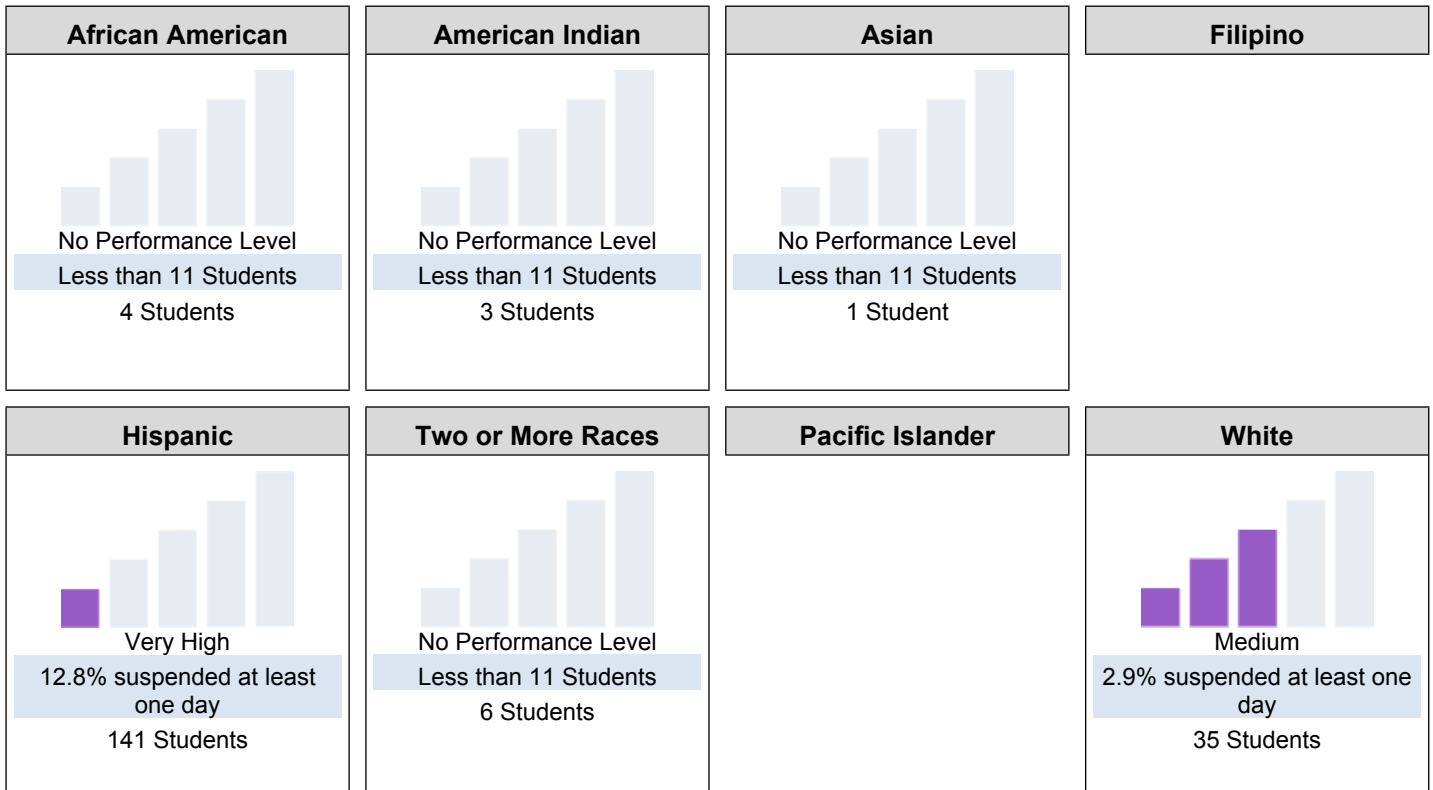 African American
No Performance Level
Less than 11 Students
4 Students
American Indian
No Performance Level
Less than 11 Students
3 Students
Asian
No Performance Level
Less than 11 Students
1 Student
Filipino
Hispanic
Very High
12.8% suspended at least
one day
141 Students
Two or More Races
No Performance Level
Less than 11 Students
6 Students
Pacific Islander
White
Medium
2.9% suspended at least one
day
35 Students